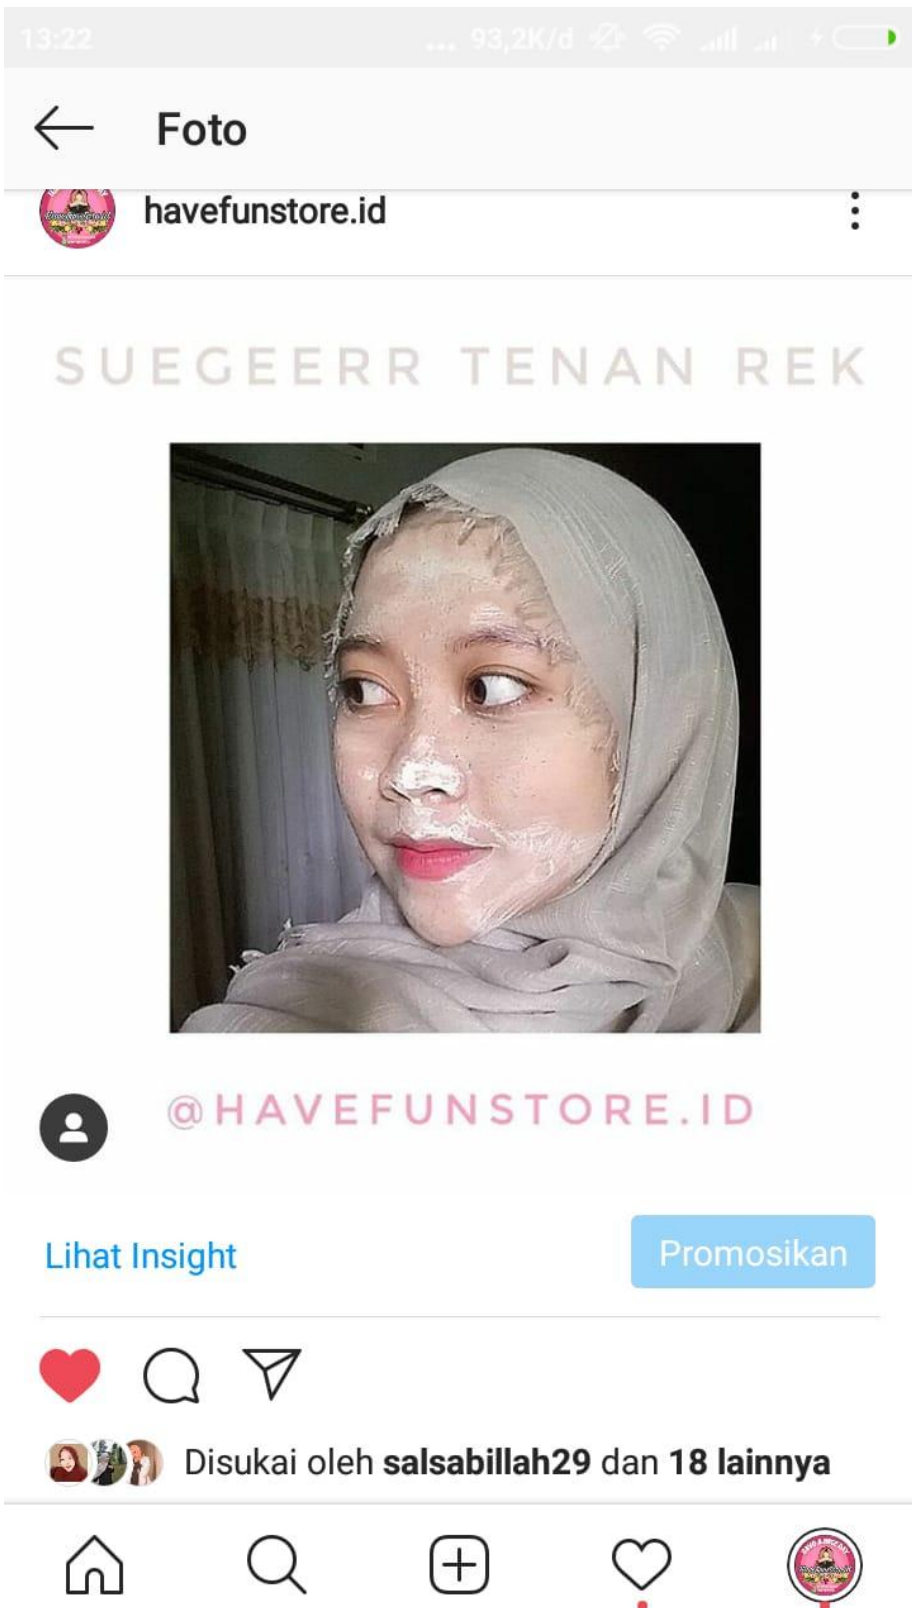 13:22 ... 93,2K/d
Foto
havefunstore.id
SUEGEERR TENAN REK
@HAVEFUNSTORE.ID
Lihat Insight
Promosikan
Disukai oleh salsabillah29 dan 18 lainnya